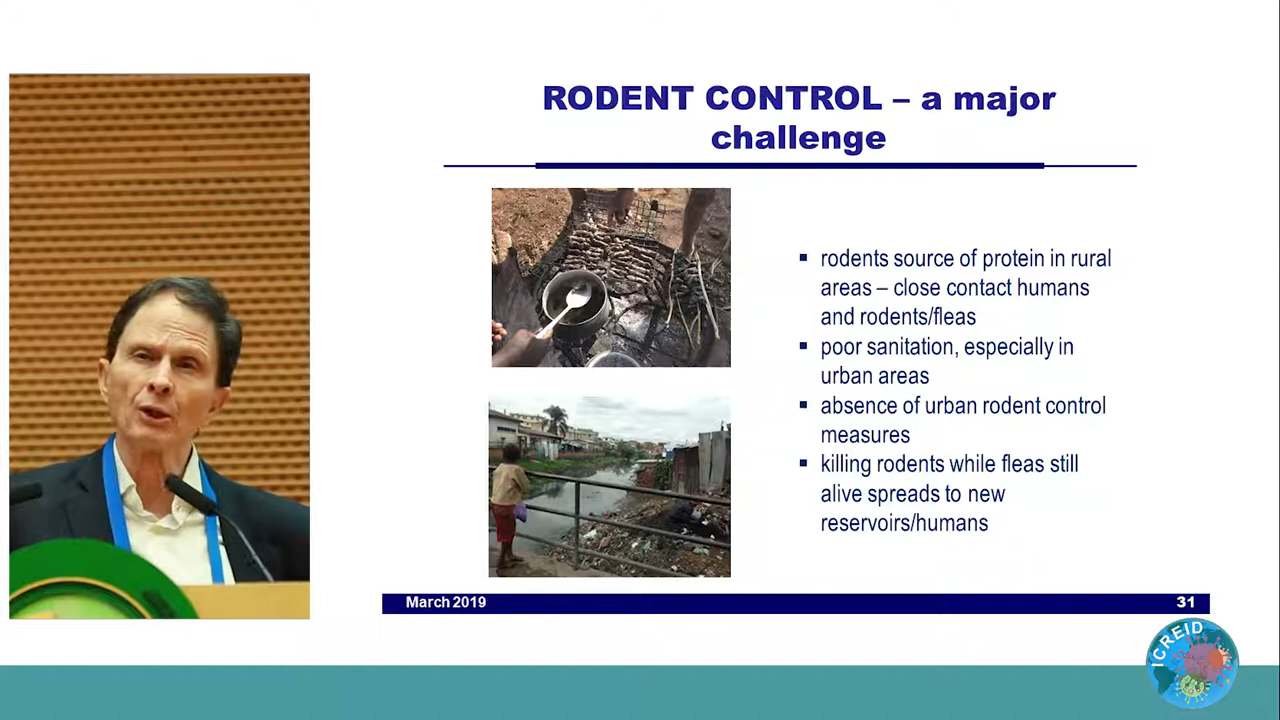 RODENT CONTROL – a major
challenge
▪ rodents source of protein in rural
areas – close contact humans
and rodents/fleas
▪ poor sanitation, especially in
urban areas
▪ absence of urban rodent control
measures
▪ killing rodents while fleas still
alive spreads to new
reservoirs/humans
March 2019
31
ICREID